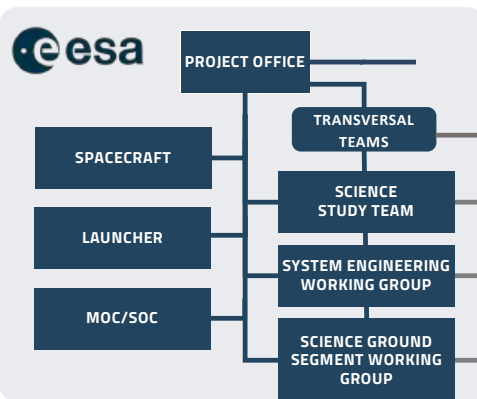 esa
PROJECT OFFICE
TRANSVERSAL
TEAMS
SPACECRAFT
SCIENCE
STUDY TEAM
LAUNCHER
SYSTEM ENGINEERING
WORKING GROUP
MOC/SOC
SCIENCE GROUND
SEGMENT WORKING
GROUP